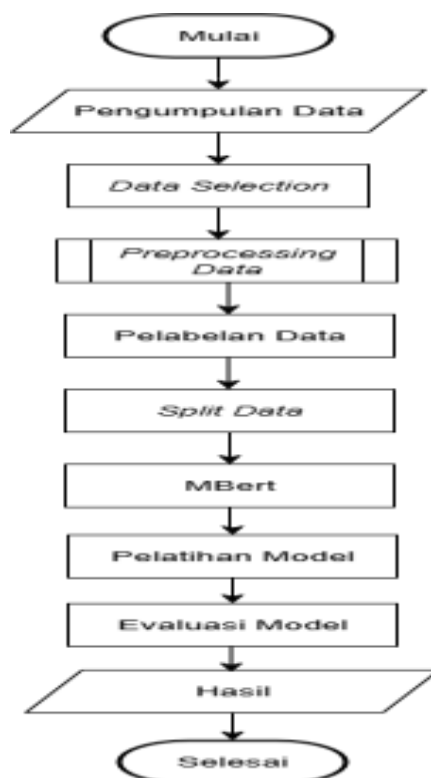 Mulai
Pengumpulan Data
Data Selection
Preprocessing
Data
Pelabelan Data
Split Data
MBert
Pelatihan Model
Evaluasi Model
Hasil
Selesai